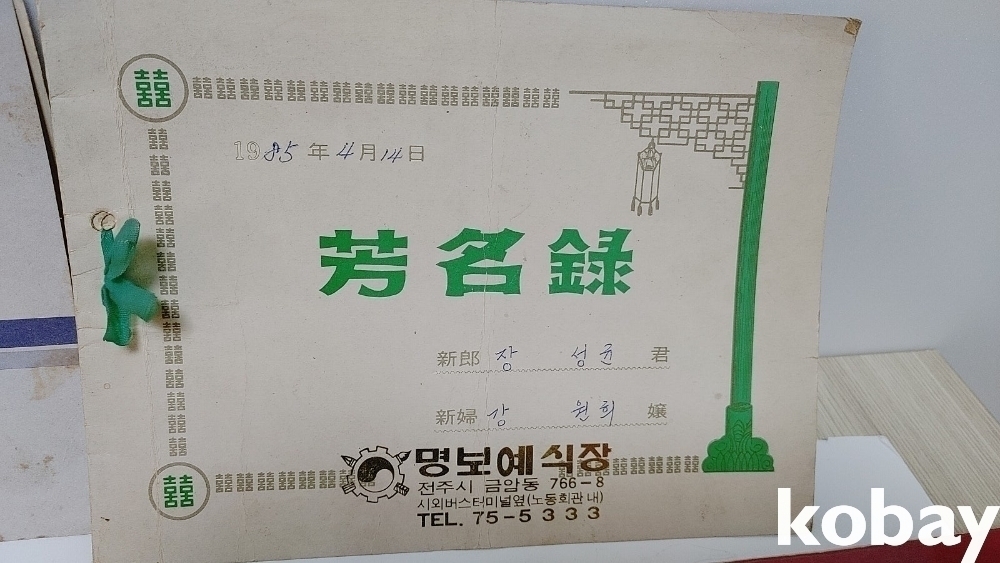 1985年 4月 14日
芳名録
新郎 장 성균 君
新婦 강 원희 嬢
명보예식장
전주시 금암동 766-8
시외버스터미널옆(노동회관 내)
TEL. 75-5333
kobay